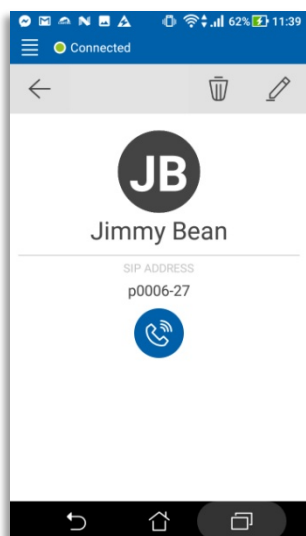 62% 11:39
Connected
JB
Jimmy Bean
SIP ADDRESS
p0006-27